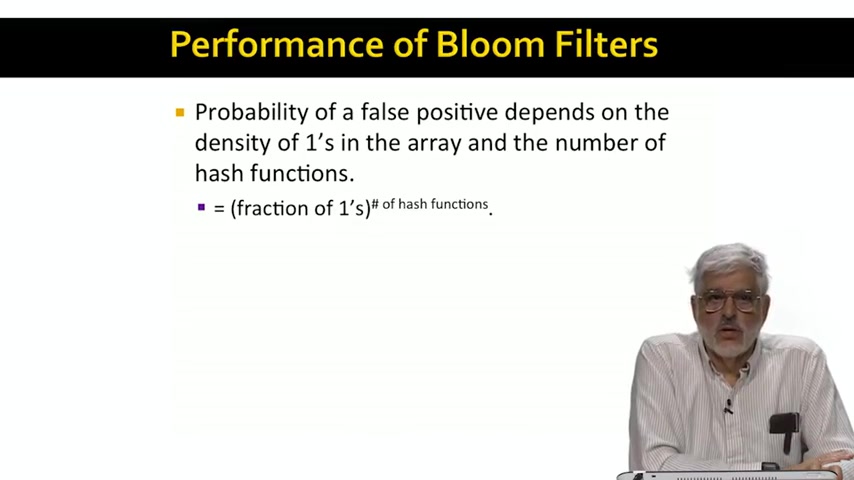 Performance of Bloom Filters
▪ Probability of a false positive depends on the
density of 1's in the array and the number of
hash functions.
▪ = (fraction of 1's)# of hash functions.